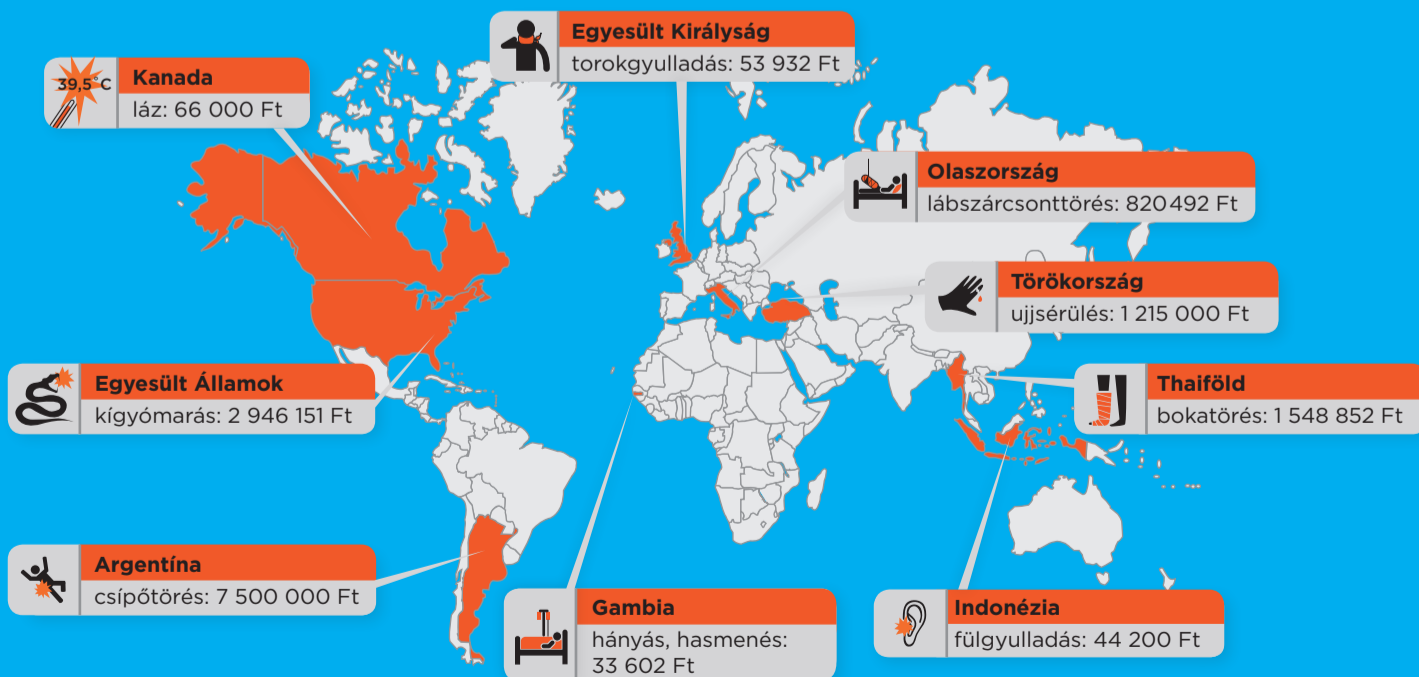 Egyesült Királyság
torokgyulladás: 53 932 Ft
39,5°C
Kanada
láz: 66 000 Ft
Olaszország
lábszárcsonttörés: 820 492 Ft
Törökország
ujjsérülés: 1 215 000 Ft
Egyesült Államok
kígyómarás: 2 946 151 Ft
Thaiföld
bokatörés: 1 548 852 Ft
Argentína
csípőtörés: 7 500 000 Ft
Gambia
hányás, hasmenés:
33 602 Ft
Indonézia
fülgyulladás: 44 200 Ft